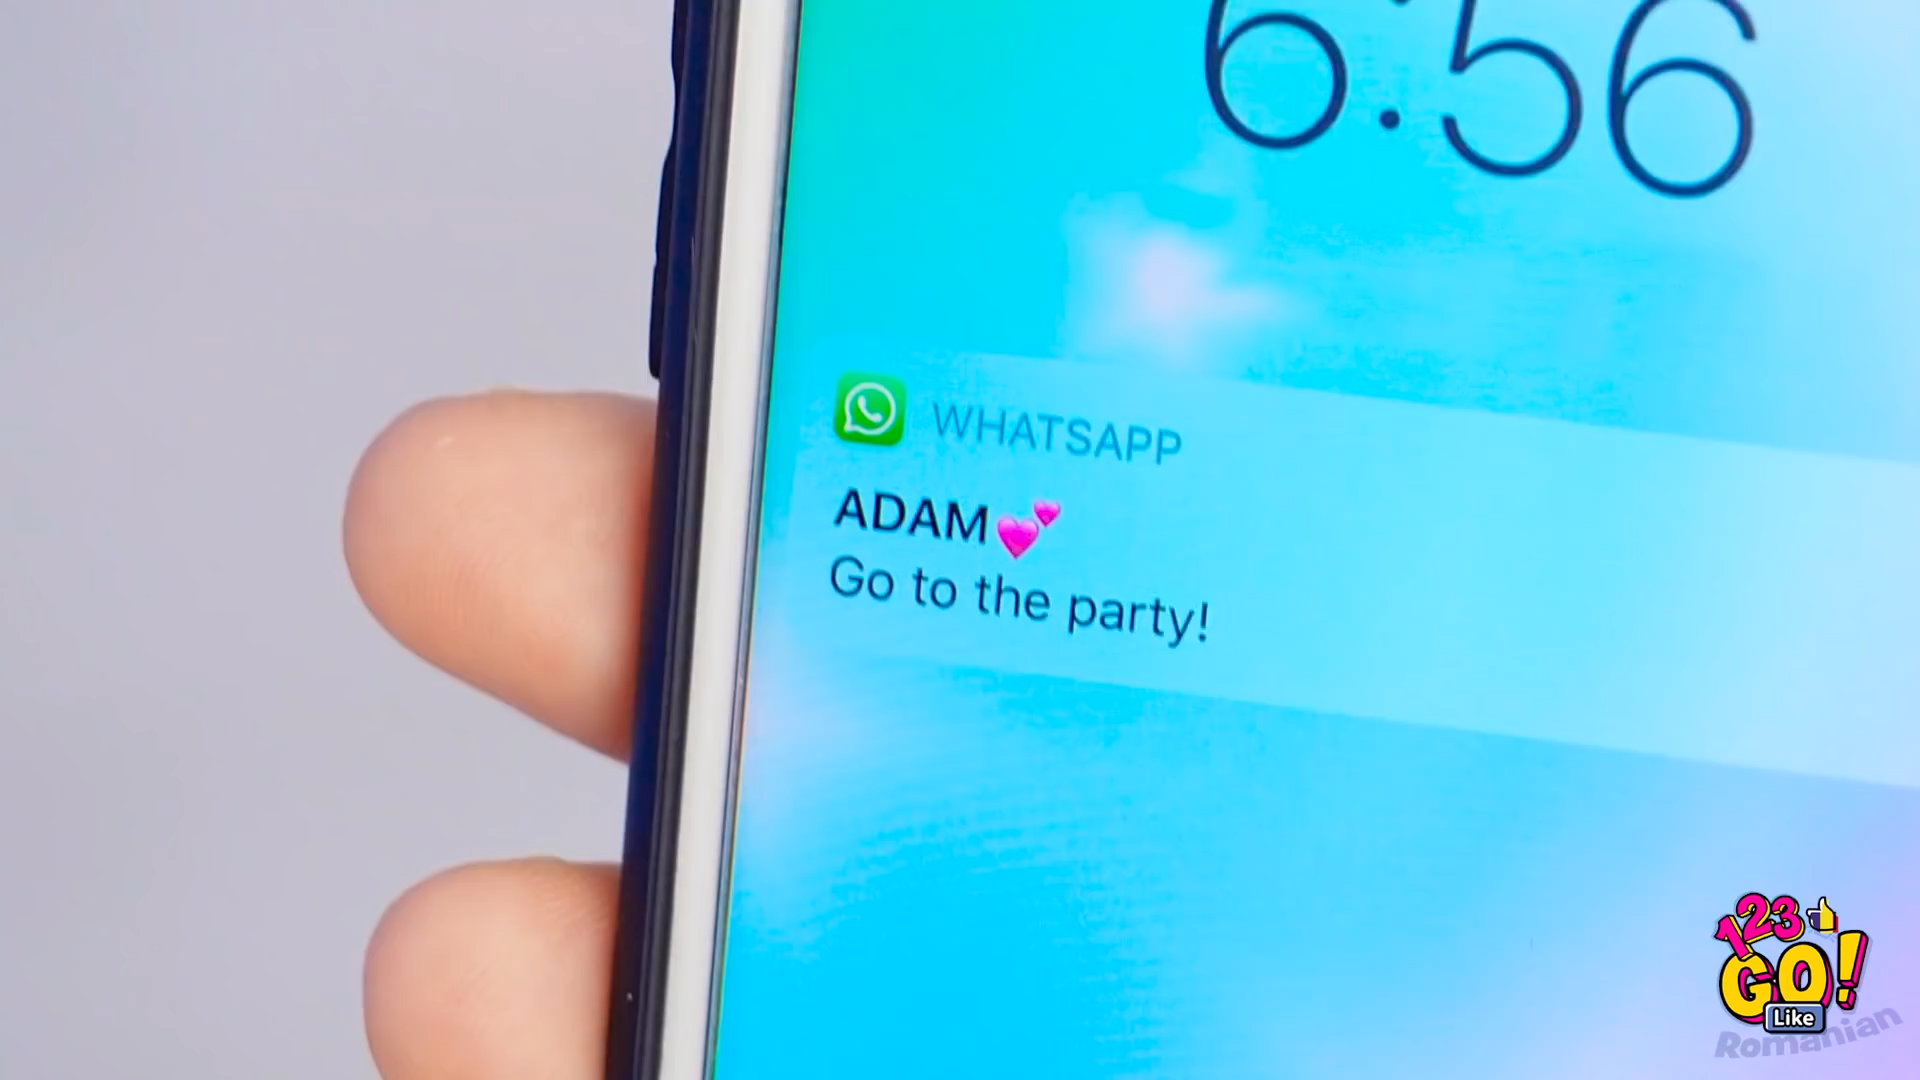 6:56
WHATSAPP
ADAM💕
Go to the party!
123
GO!
Like
Romanian